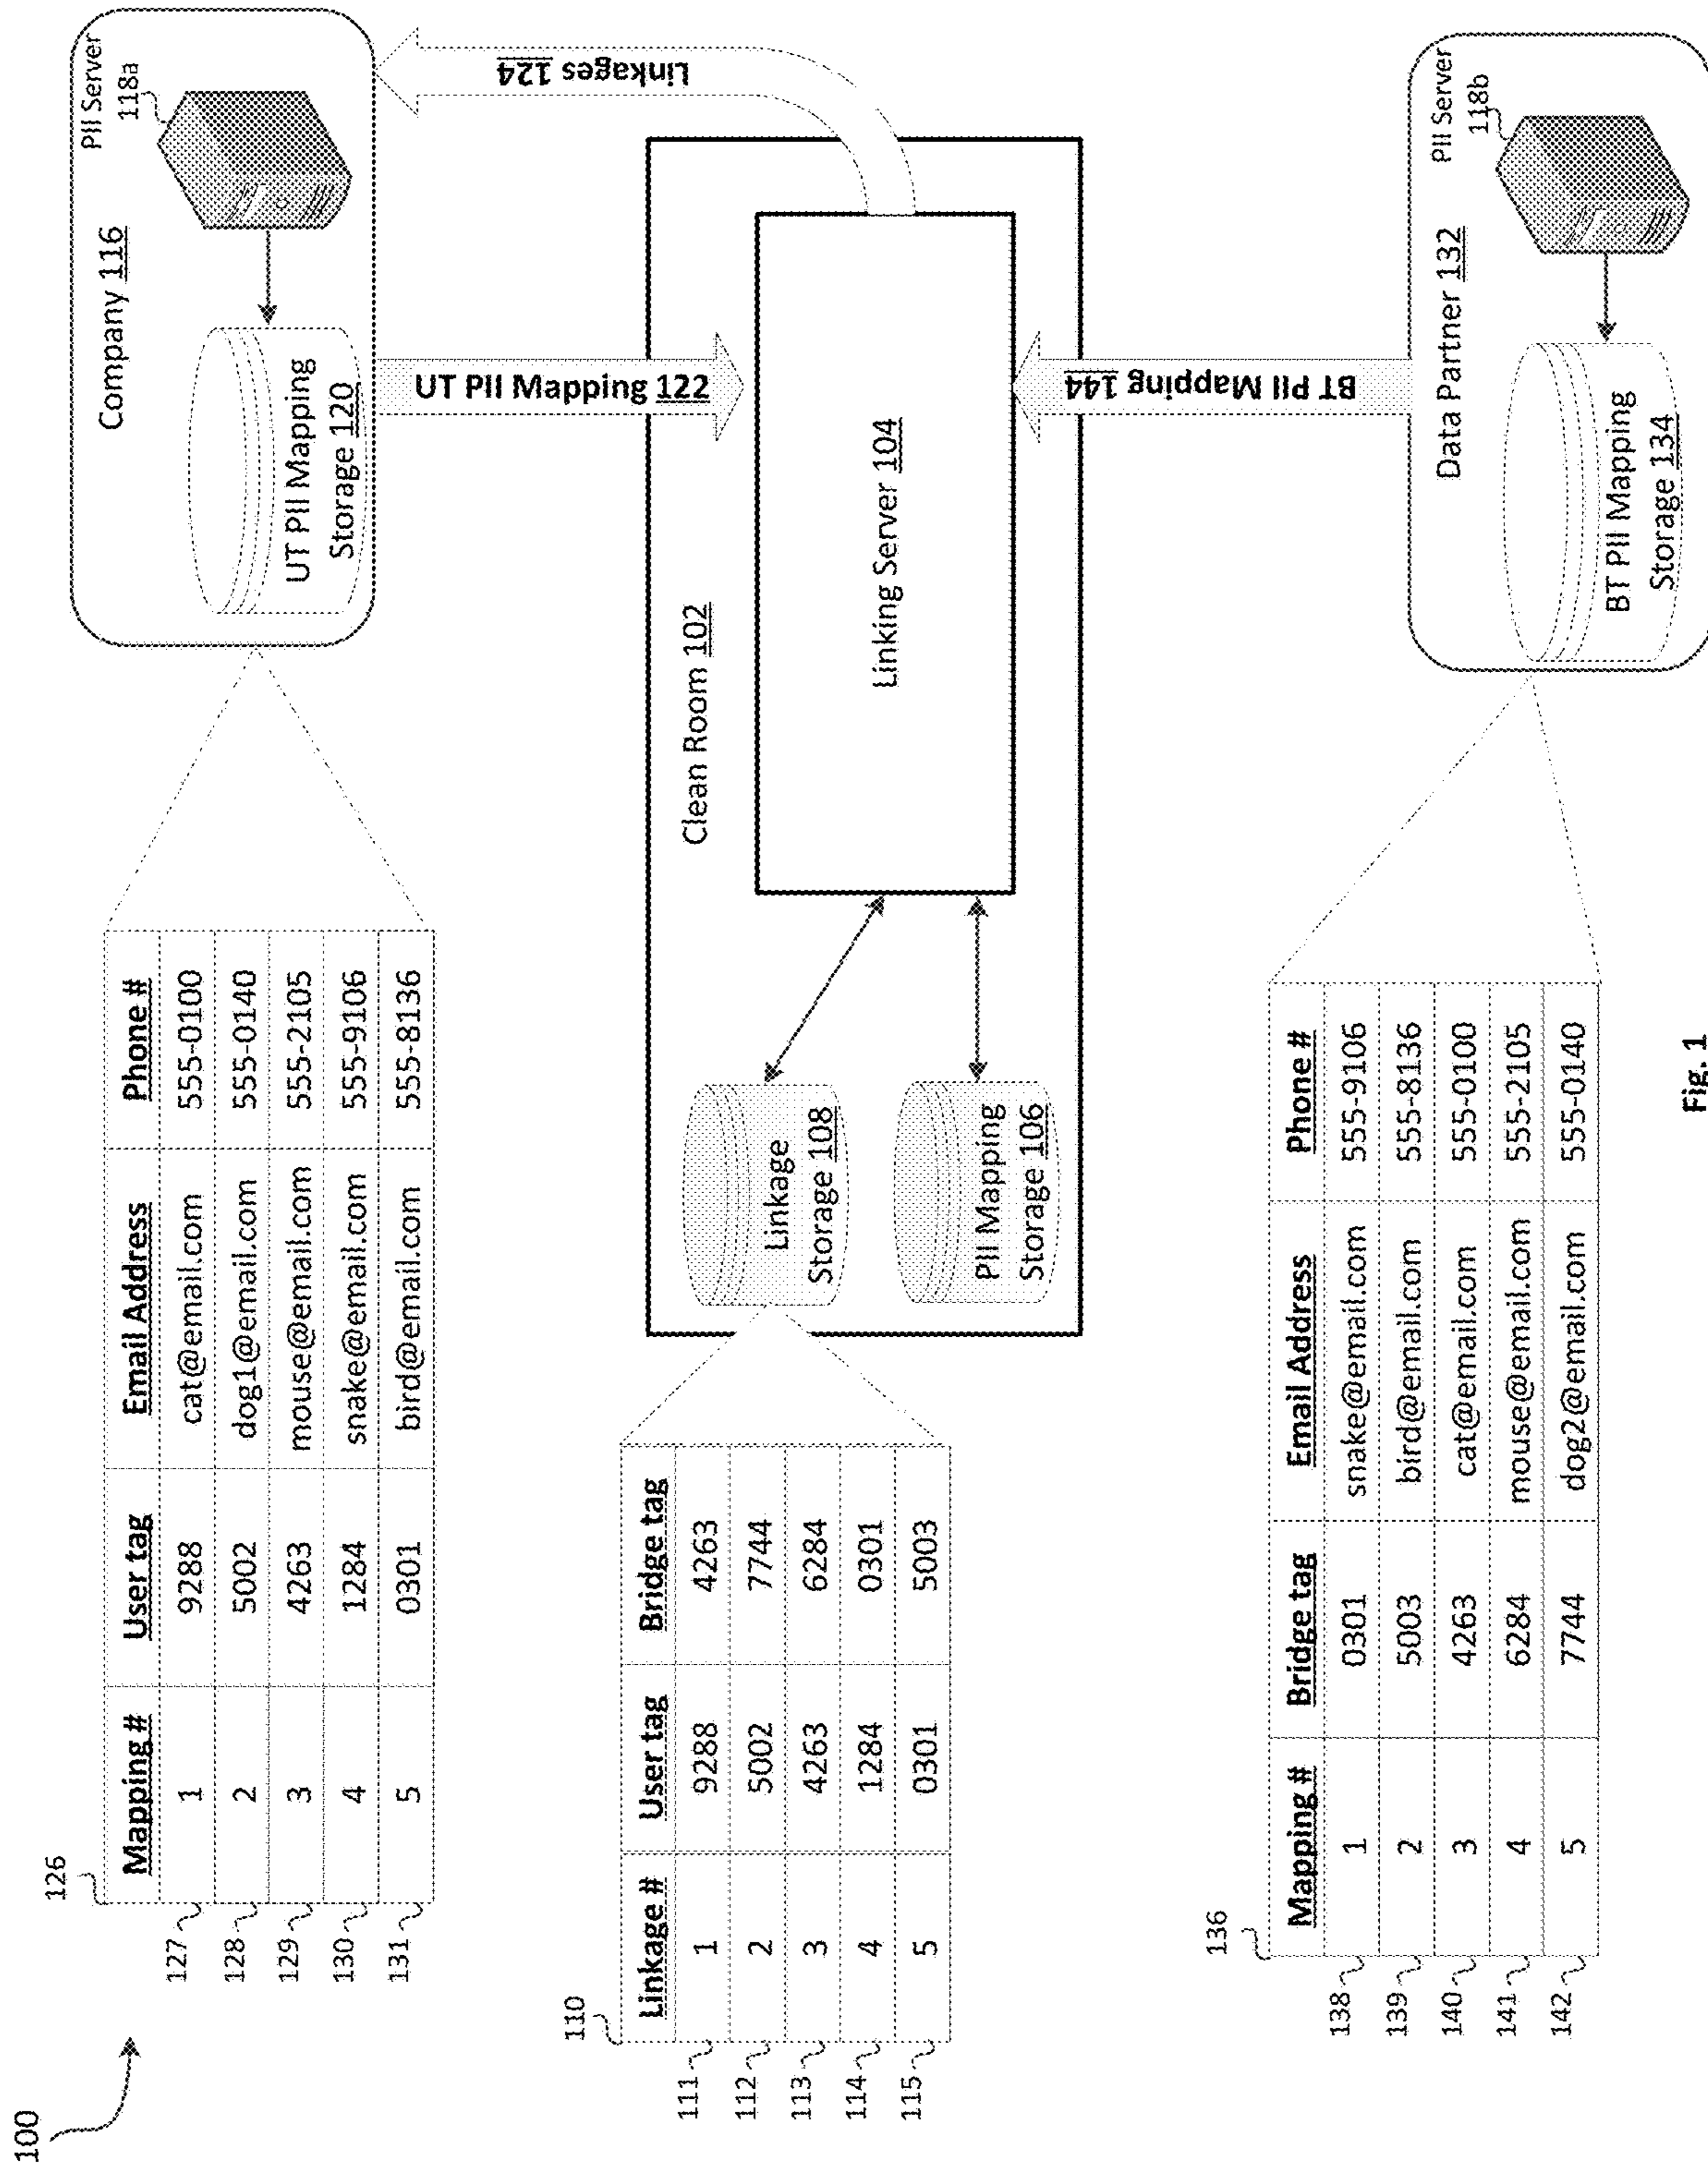 100
126
Mapping # User tag Email Address Phone #
127 1 9288 cat@email.com 555-0100
128 2 5002 dog1@email.com 555-0140
129 3 4263 mouse@email.com 555-2105
130 4 1284 snake@email.com 555-9106
131 5 0301 bird@email.com 555-8136
Company 116
PII Server
118a
UT PII Mapping
Storage 120
UT PII Mapping 122
Linkages 124
110
Linkage # User tag Bridge tag
111 1 9288 4263
112 2 5002 7744
113 3 4263 6284
114 4 1284 0301
115 5 0301 5003
Clean Room 102
Linkage
Storage 108
PII Mapping
Storage 106
Linking Server 104
BT PII Mapping 144
136
Mapping # Bridge tag Email Address Phone #
138 1 0301 snake@email.com 555-9106
139 2 5003 bird@email.com 555-8136
140 3 4263 cat@email.com 555-0100
141 4 6284 mouse@email.com 555-2105
142 5 7744 dog2@email.com 555-0140
Data Partner 132
PII Server
118b
BT PII Mapping
Storage 134
Fig. 1